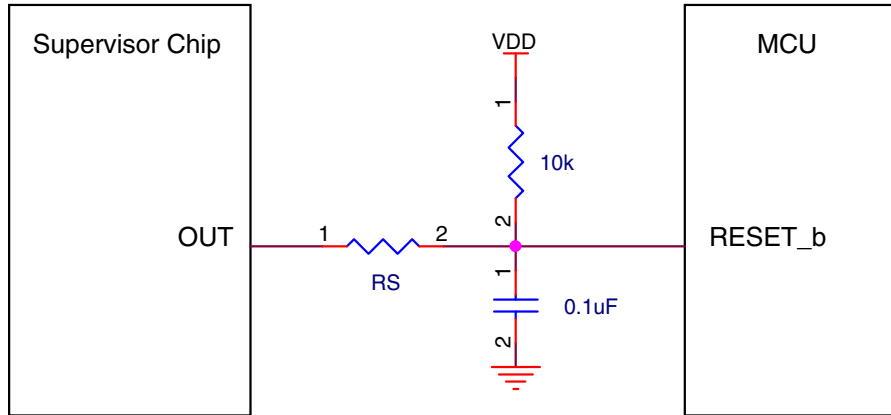 Supervisor Chip
VDD
MCU
1
10k
2
OUT
1
2
RESET_b
RS
1
0.1uF
2